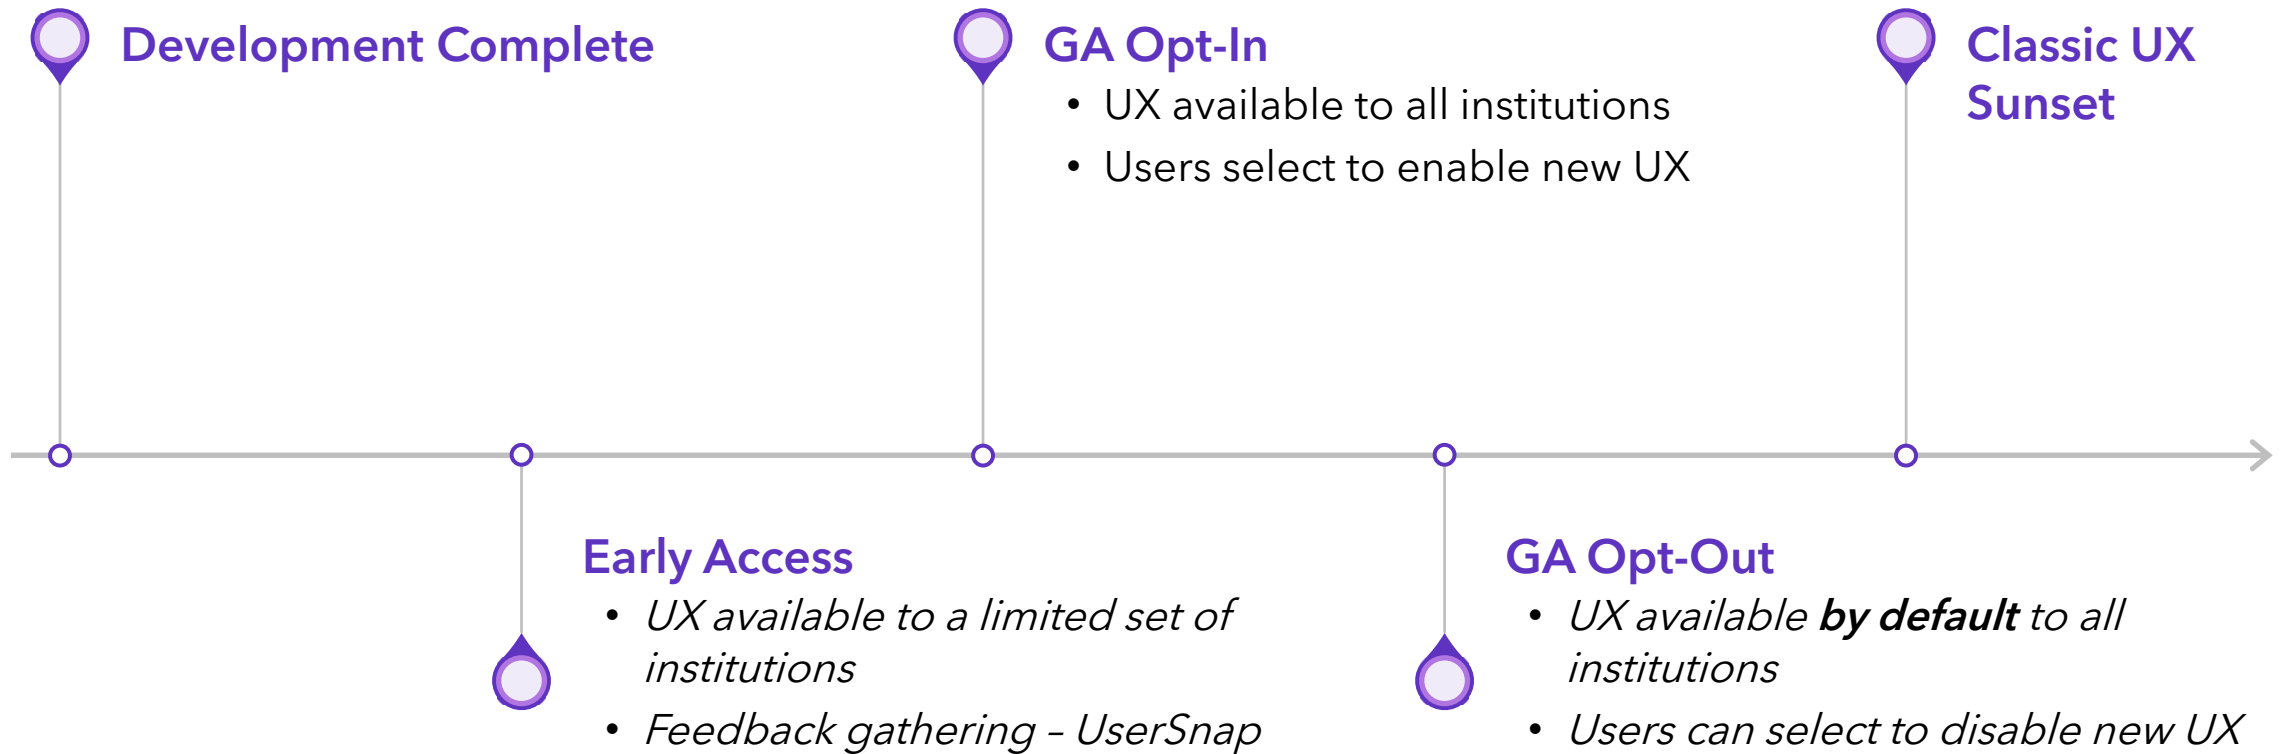 Development Complete
GA Opt-In
• UX available to all institutions
• Users select to enable new UX
Classic UX
Sunset
Early Access
• UX available to a limited set of
institutions
• Feedback gathering – UserSnap
GA Opt-Out
• UX available by default to all
institutions
• Users can select to disable new UX